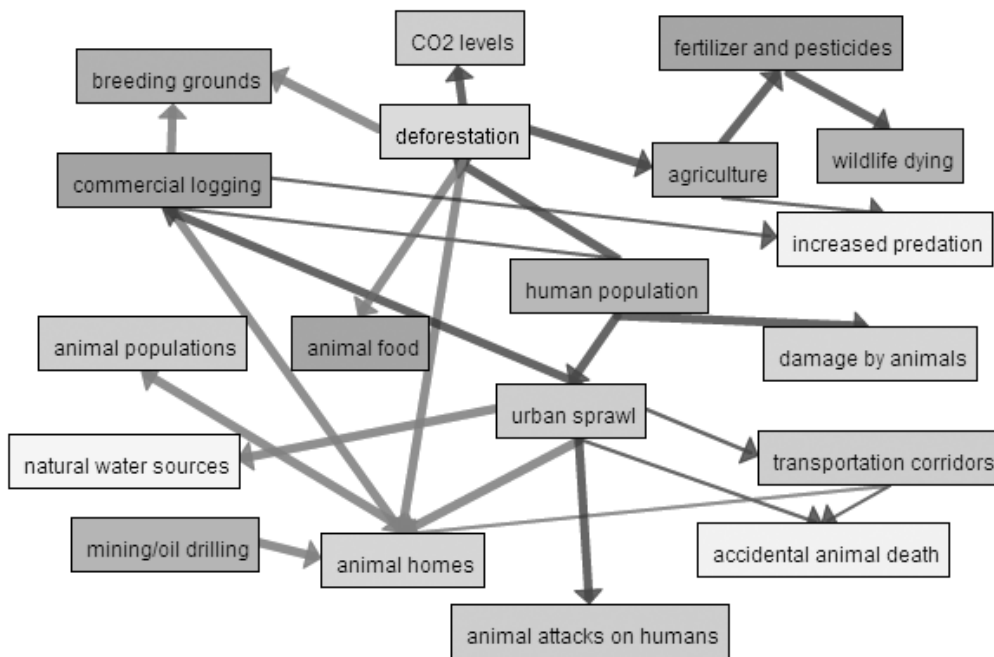 CO2 levels
fertilizer and pesticides
breeding grounds
deforestation
wildlife dying
agriculture
commercial logging
increased predation
human population
animal populations
animal food
damage by animals
urban sprawl
natural water sources
transportation corridors
mining/oil drilling
animal homes
accidental animal death
animal attacks on humans